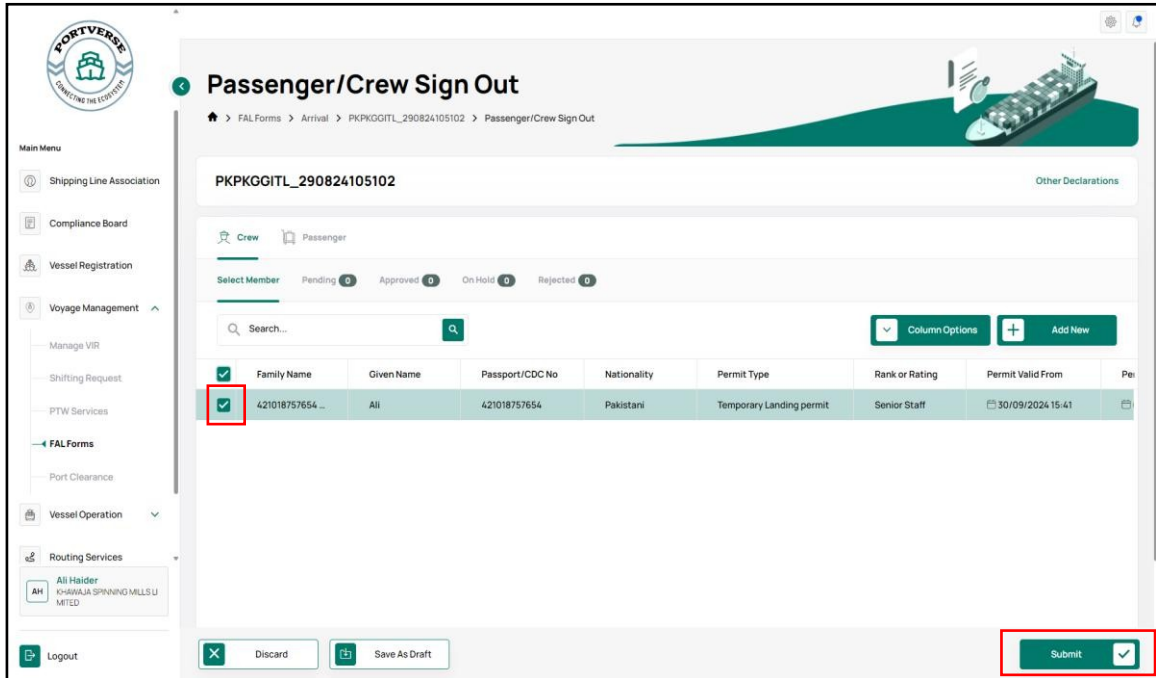 PORTVERSE
CONNECTING THE ECOSYSTEM
Passenger/Crew Sign Out
FAL Forms > Arrival > PKPKGGITL_290824105102 > Passenger/Crew Sign Out
Main Menu
Shipping Line Association
Compliance Board
Vessel Registration
Voyage Management
Manage VIR
Shifting Request
PTW Services
FAL Forms
Port Clearance
Vessel Operation
Routing Services
AH
Ali Haider
KHAWAJA SPINNING MILLS LI
MITED
Logout
PKPKGGITL_290824105102
Other Declarations
Crew Passenger
Select Member Pending 0 Approved 0 On Hold 0 Rejected 0
Search...
Column Options
Add New
Family Name Given Name Passport/CDC No Nationality Permit Type Rank or Rating Permit Valid From Per
421018757654 ... Ali 421018757654 Pakistani Temporary Landing permit Senior Staff 30/09/2024 15:41
Discard
Save As Draft
Submit